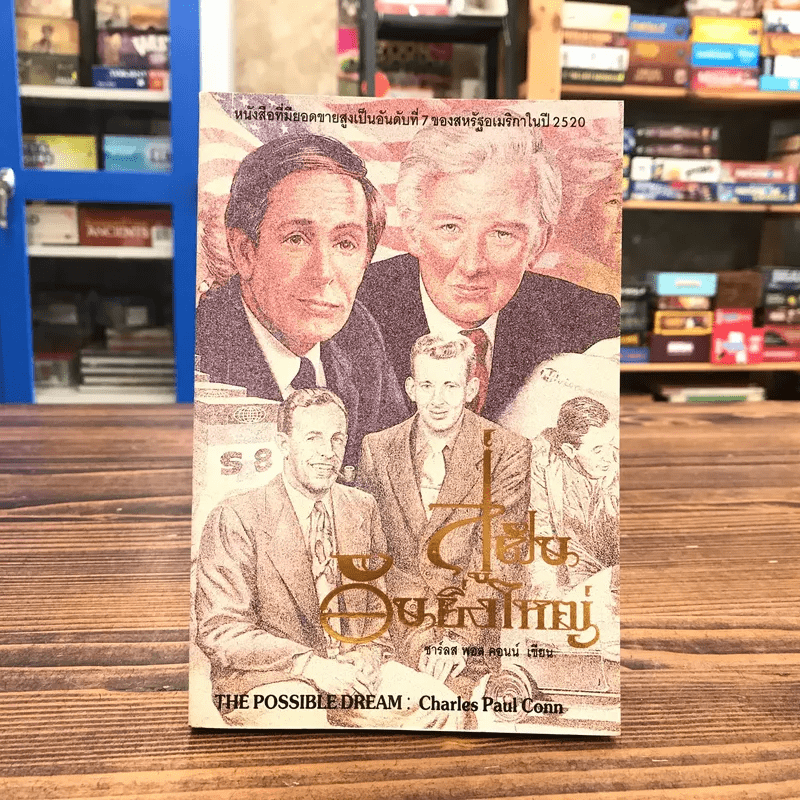 หนังสือที่มียอดขายสูงเป็นอันดับที่ 7 ของสหรัฐอเมริกาในปี 2520
S8
สู่ฝัน
อันยิ่งใหญ่
ชาร์ลส พอล คอนน์ เขียน
THE POSSIBLE DREAM : Charles Paul Conn